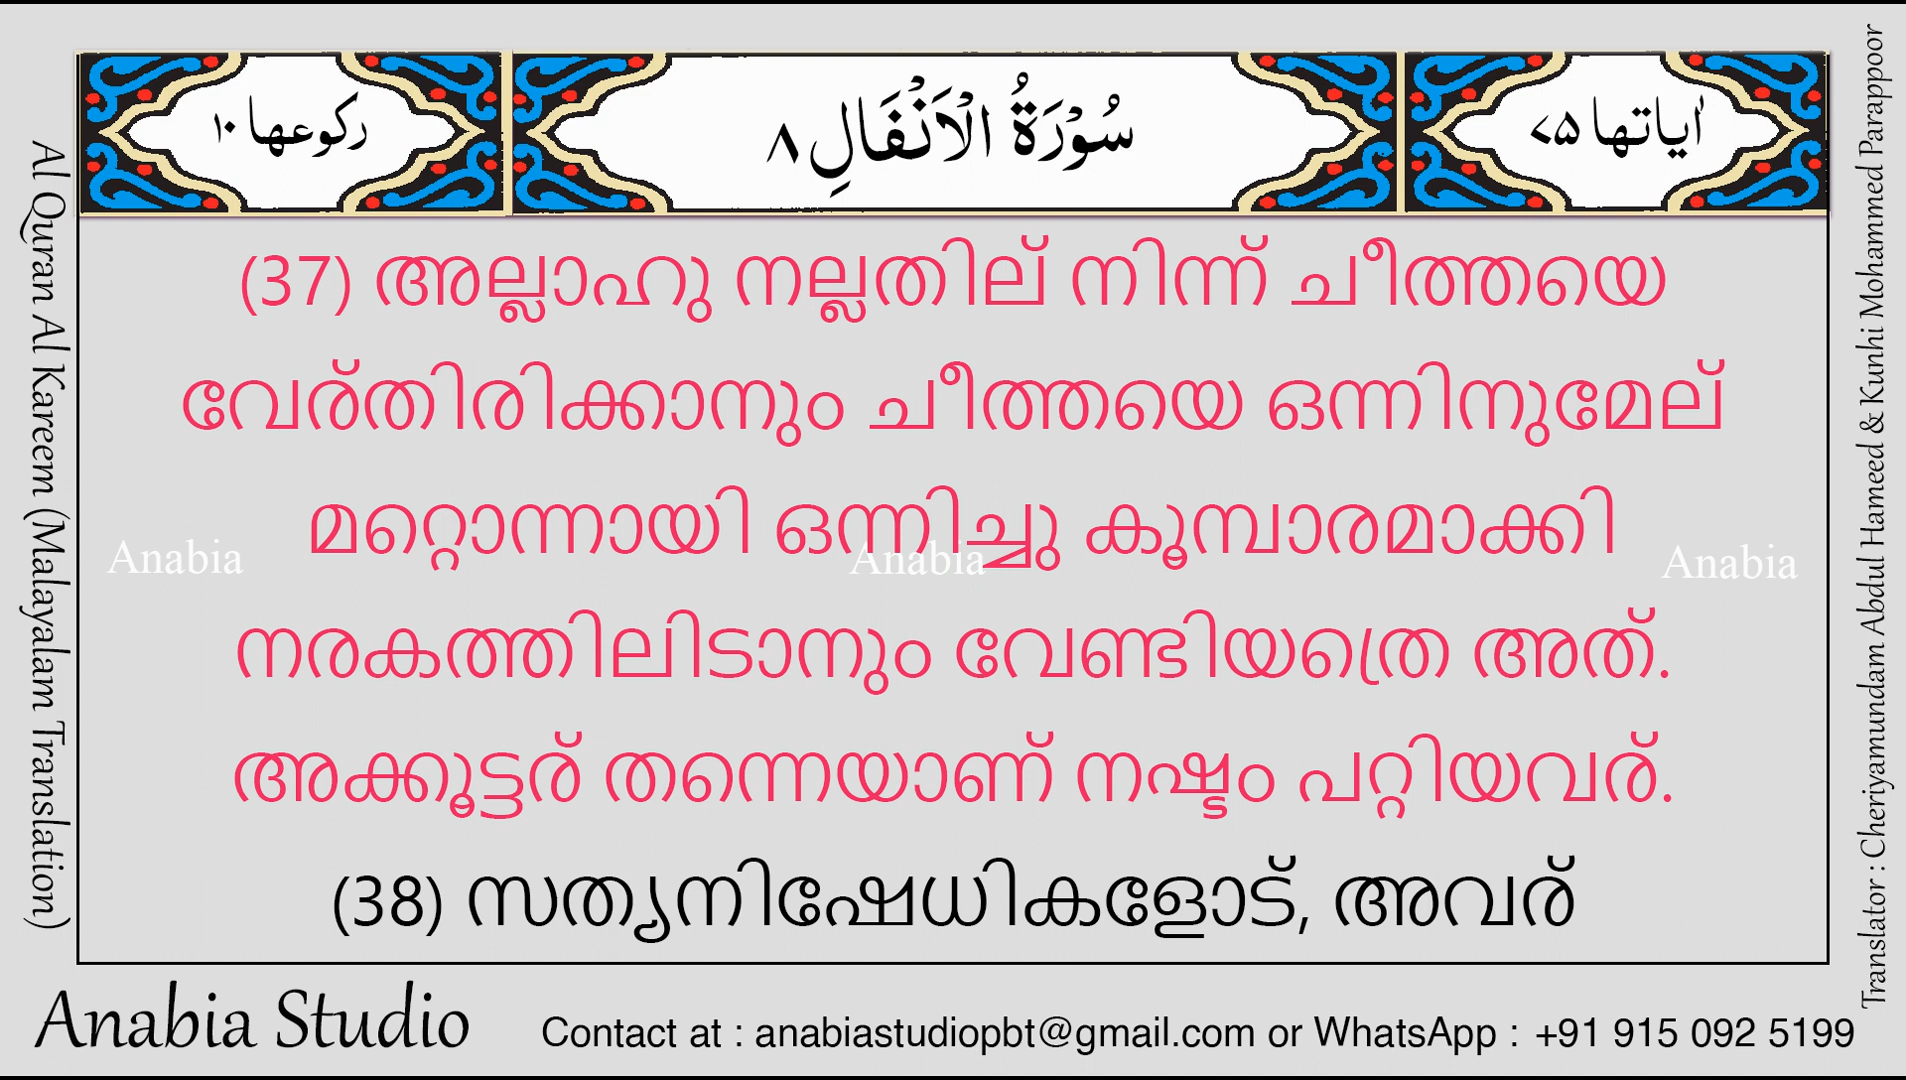 رکوعها ١٠
سُوْرَةُ الْاَنْفَالِ ٨
اٰیاتها ٧٥
(37) അല്ലാഹു നല്ലതില് നിന്ന് ചീത്തയെ
വേര്തിരിക്കാനും ചീത്തയെ ഒന്നിനുമേല്
മറ്റൊന്നായി ഒന്നിച്ചു കൂമ്പാരമാക്കി
നരകത്തിലിടാനും വേണ്ടിയത്രെ അത്.
അക്കൂട്ടര് തന്നെയാണ് നഷ്ടം പറ്റിയവര്.
(38) സത്യനിഷേധികളോട്, അവര്
Anabia
Anabia
Anabia
Al Quran Al Kareem (Malayalam Translation)
Translator : Cheriyamundam Abdul Hameed & Kunhi Mohammed Parappoor
Anabia Studio
Contact at : anabiastudiopbt@gmail.com or WhatsApp : +91 915 092 5199